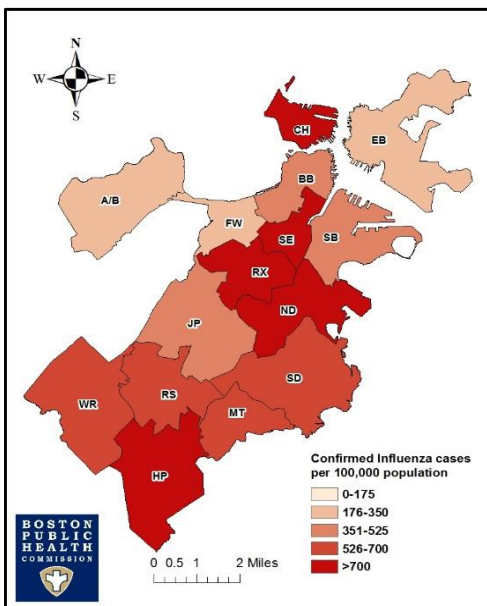 N
W
E
S
CH
EB
BB
A/B
FW
SE
SB
RX
ND
JP
WR
RS
SD
MT
HP
Confirmed Influenza cases
per 100,000 population
0-175
176-350
351-525
526-700
>700
BOSTON
PUBLIC
HEALTH
COMMISSION
0 0.5 1 2 Miles